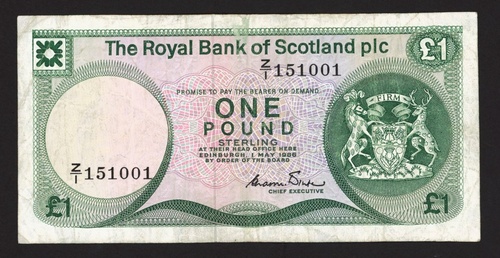 The Royal Bank of Scotland plc
£1
Z/1 151001
PROMISE TO PAY THE BEARER ON DEMAND
ONE
POUND
STERLING
AT THEIR HEAD OFFICE HERE
EDINBURGH, 1 MAY 1986
BY ORDER OF THE BOARD
FIRM
Z/1 151001
CHIEF EXECUTIVE
£1
£1